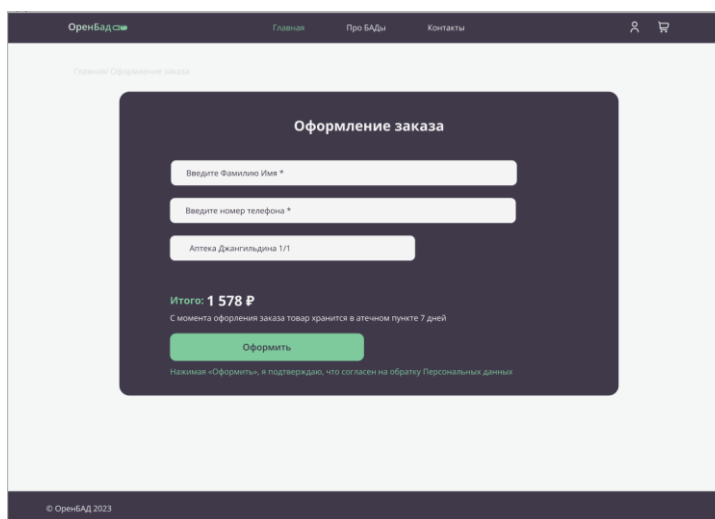 ОренБад
Главная
Про БАДы
Контакты
Главная/ Оформление заказа
Оформление заказа
Введите Фамилию Имя *
Введите номер телефона *
Аптека Джангильдина 1/1
Итого: 1 578 ₽
С момента офорления заказа товар хранится в атечном пункте 7 дней
Оформить
Нажимая «Оформить», я подтверждаю, что согласен на обратку Персональных данных
© ОренБАД 2023